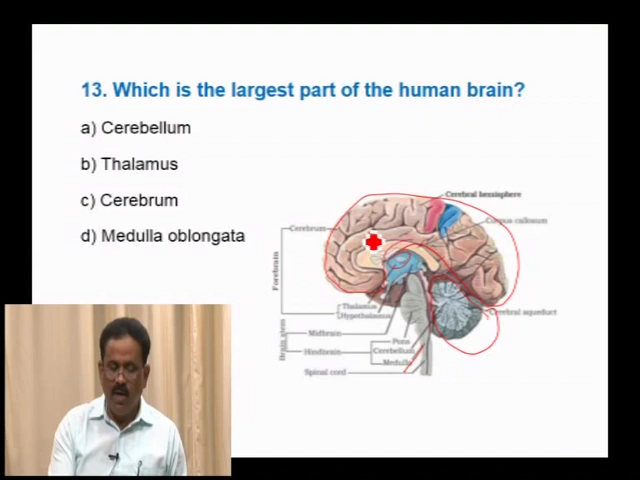 13. Which is the largest part of the human brain?
a) Cerebellum
b) Thalamus
c) Cerebrum
d) Medulla oblongata
Cerebral hemisphere
Corpus callosum
Cerebrum
Forebrain
Thalamus
Hypothalamus
Cerebral aqueduct
Brain stem
Midbrain
Hindbrain
Pons
Cerebellum
Medulla
Spinal cord